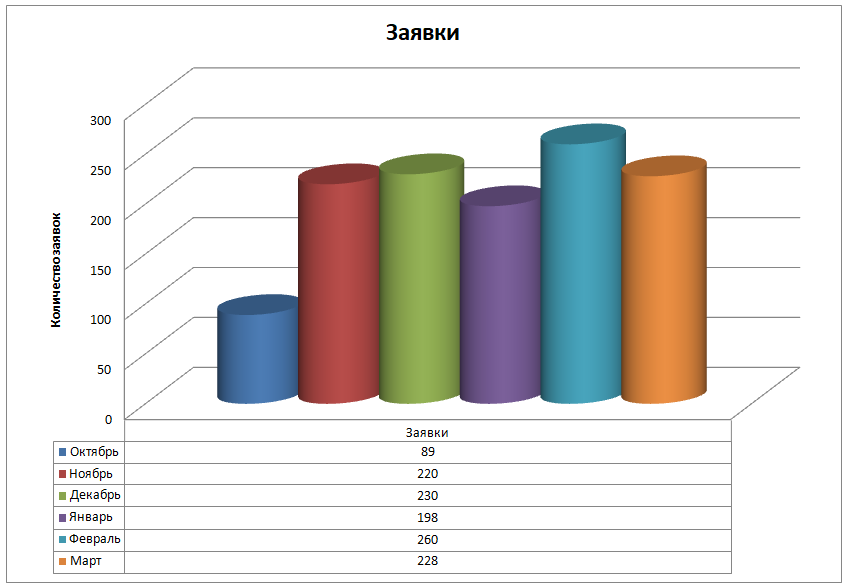 Заявки
300
250
200
150
100
50
0
Количествозаявок
Заявки
Октябрь 89
Ноябрь 220
Декабрь 230
Январь 198
Февраль 260
Март 228